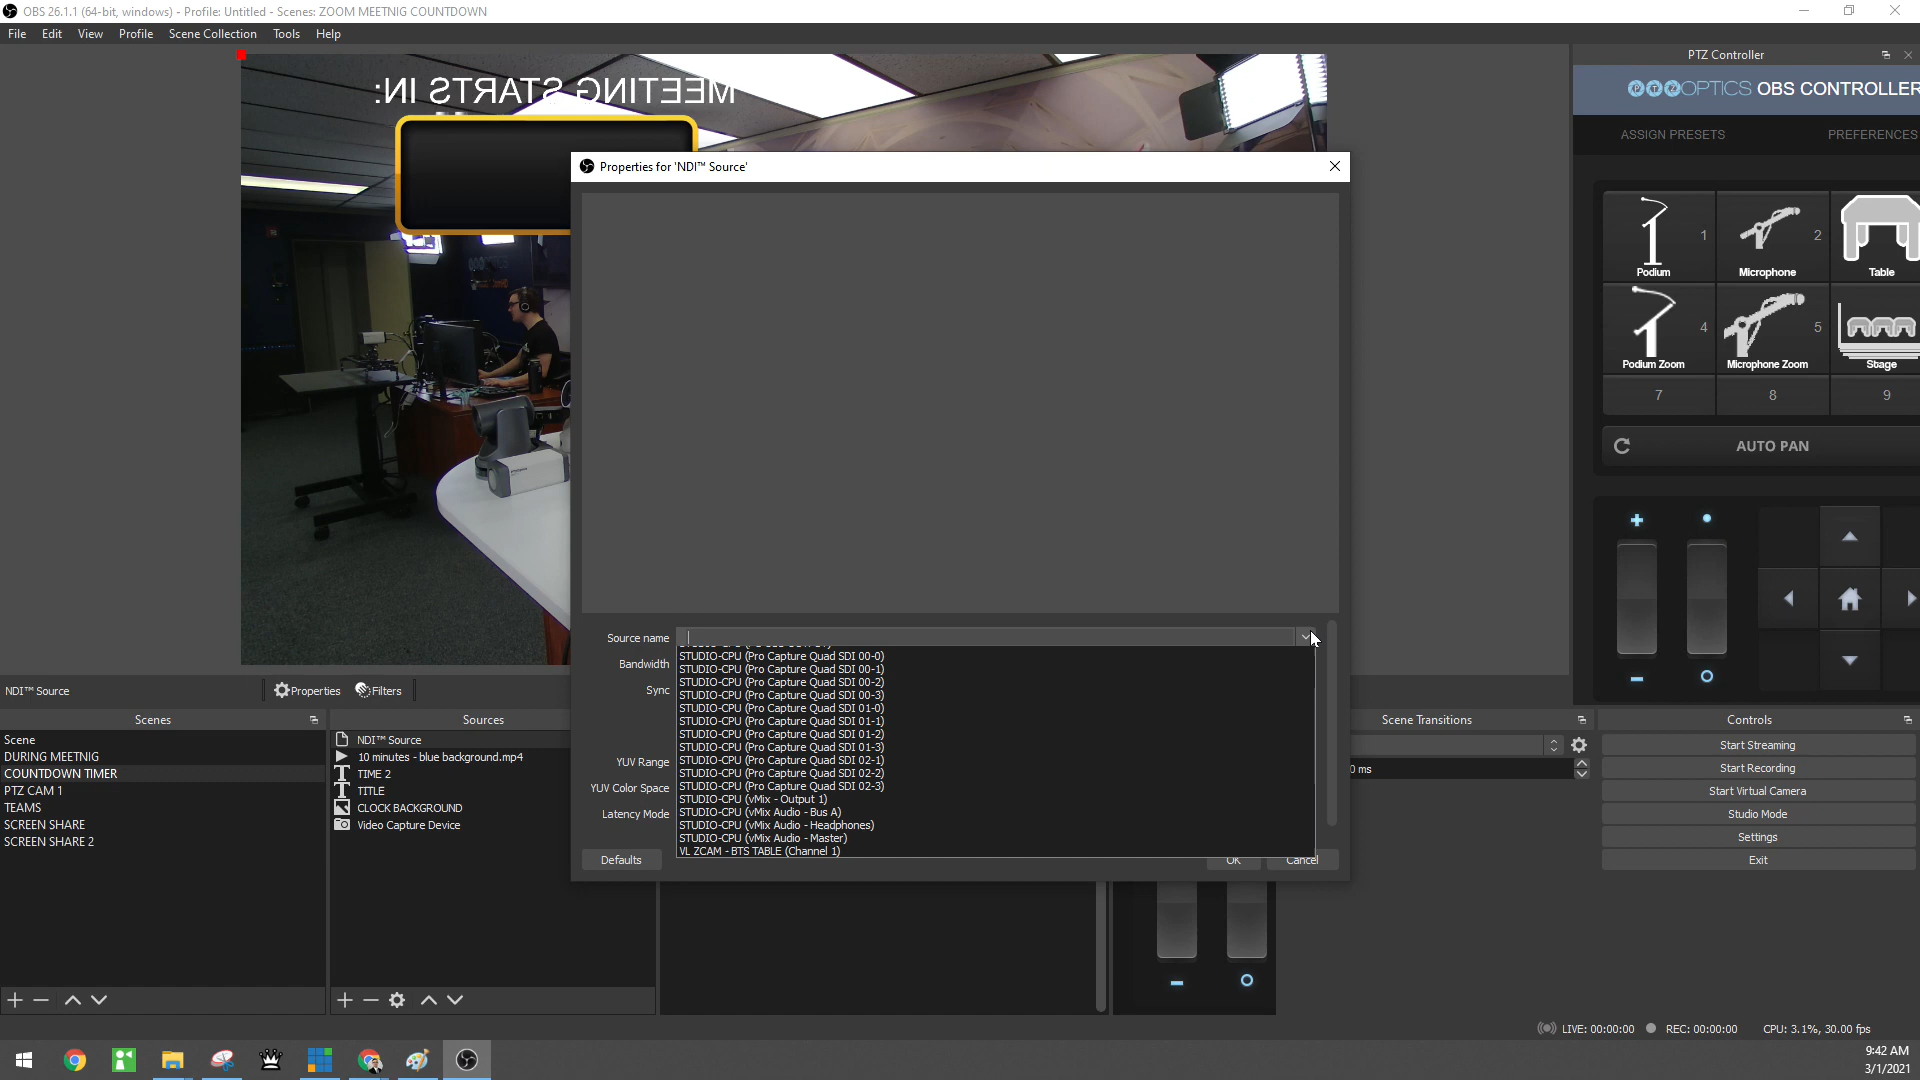 OBS 26.1.1 (64-bit, windows) - Profile: Untitled - Scenes: ZOOM MEETNIG COUNTDOWN
File Edit View Profile Scene Collection Tools Help
MEETING STARTS IN:
PTZ Controller
PTZOPTICS OBS CONTROLLER
ASSIGN PRESETS PREFERENCES
1 2
Podium Microphone Table
4 5
Podium Zoom Microphone Zoom Stage
7 8 9
AUTO PAN
Properties for 'NDI™ Source'
Source name
Bandwidth
Sync
YUV Range
YUV Color Space
Latency Mode
STUDIO-CPU (Pro Capture Quad SDI 00-0)
STUDIO-CPU (Pro Capture Quad SDI 00-1)
STUDIO-CPU (Pro Capture Quad SDI 00-2)
STUDIO-CPU (Pro Capture Quad SDI 00-3)
STUDIO-CPU (Pro Capture Quad SDI 01-0)
STUDIO-CPU (Pro Capture Quad SDI 01-1)
STUDIO-CPU (Pro Capture Quad SDI 01-2)
STUDIO-CPU (Pro Capture Quad SDI 01-3)
STUDIO-CPU (Pro Capture Quad SDI 02-1)
STUDIO-CPU (Pro Capture Quad SDI 02-2)
STUDIO-CPU (Pro Capture Quad SDI 02-3)
STUDIO-CPU (vMix - Output 1)
STUDIO-CPU (vMix Audio - Bus A)
STUDIO-CPU (vMix Audio - Headphones)
STUDIO-CPU (vMix Audio - Master)
VL ZCAM - BTS TABLE (Channel 1)
Defaults OK Cancel
NDI™ Source Properties Filters
Scenes
Scene
DURING MEETNIG
COUNTDOWN TIMER
PTZ CAM 1
TEAMS
SCREEN SHARE
SCREEN SHARE 2
Sources
NDI™ Source
10 minutes - blue background.mp4
TIME 2
TITLE
CLOCK BACKGROUND
Video Capture Device
Scene Transitions
0 ms
Controls
Start Streaming
Start Recording
Start Virtual Camera
Studio Mode
Settings
Exit
LIVE: 00:00:00 REC: 00:00:00 CPU: 3.1%, 30.00 fps
9:42 AM
3/1/2021